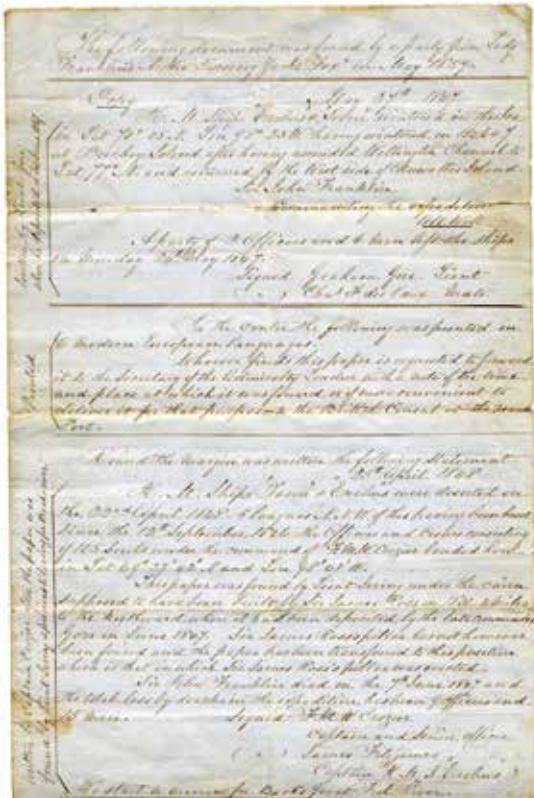 The following document was found by a party from Lady
Franklin's Arctic Discovery Yacht "Fox" in May 1859.
Copy May 28th 1847
H. M. Ships Erebus & Terror Wintered in the Ice
in Lat 70° 05' N. Lon 98° 23' W having wintered in 1846-7
at Beechey Island after having ascended Wellington Channel to
Lat 77° N. and returned by the West side of Cornwallis Island
Sir John Franklin
Commanding the expedition
All well
A party of 2 Officers and 6 men left the ships
on Monday 24th May 1847.
Signed Graham Gore Lieut
Chas F. des Vaux Mate.
In the centre the following was printed in
6 modern European languages.
Whoever finds this paper is requested to forward
it to the Secretary of the Admiralty London with a note of the time
and place at which it was found or if more convenient to
deliver it for that purpose to the British Consul at the nearest
Port.
Printed
Round the margin was written the following Statement
25th April 1848
H. M. Ships Terror & Erebus were deserted on
the 22nd April 1848 5 leagues N.N.W. of this having been beset
since the 12th September 1846 the Officers and crews consisting
of 105 Souls under the command of F.R.M. Crozier landed here
in Lat 69° 37' 42" N and Lon 98° 41' W.
This paper was found by Lieut Irving under the cairn
supposed to have been built by Sir James Ross in 1831 4 miles
to the Northward where it had been deposited by the late commander
Gore in June 1847. Sir James Ross's pillar has not however
been found and the paper has been transferred to this position
which is that in which Sir James Ross's pillar was erected.
Sir John Franklin died on the 7th June 1847 and
the total loss by deaths in the expedition has been 9 officers and
15 men. Signed F.R.M. Crozier
Captain and Senior officer
James Fitzjames
Captain H. M. S. Erebus
We start to-morrow for Back's Great Fish River.